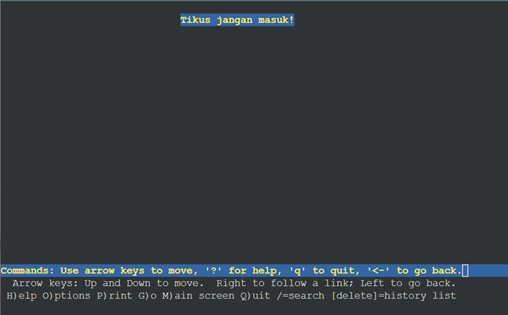 Tikus jangan masuk!
Commands: Use arrow keys to move, '?' for help, 'q' to quit, '<-' to go back.
Arrow keys: Up and Down to move. Right to follow a link; Left to go back.
H)elp O)ptions P)rint G)o M)ain screen Q)uit /=search [delete]=history list